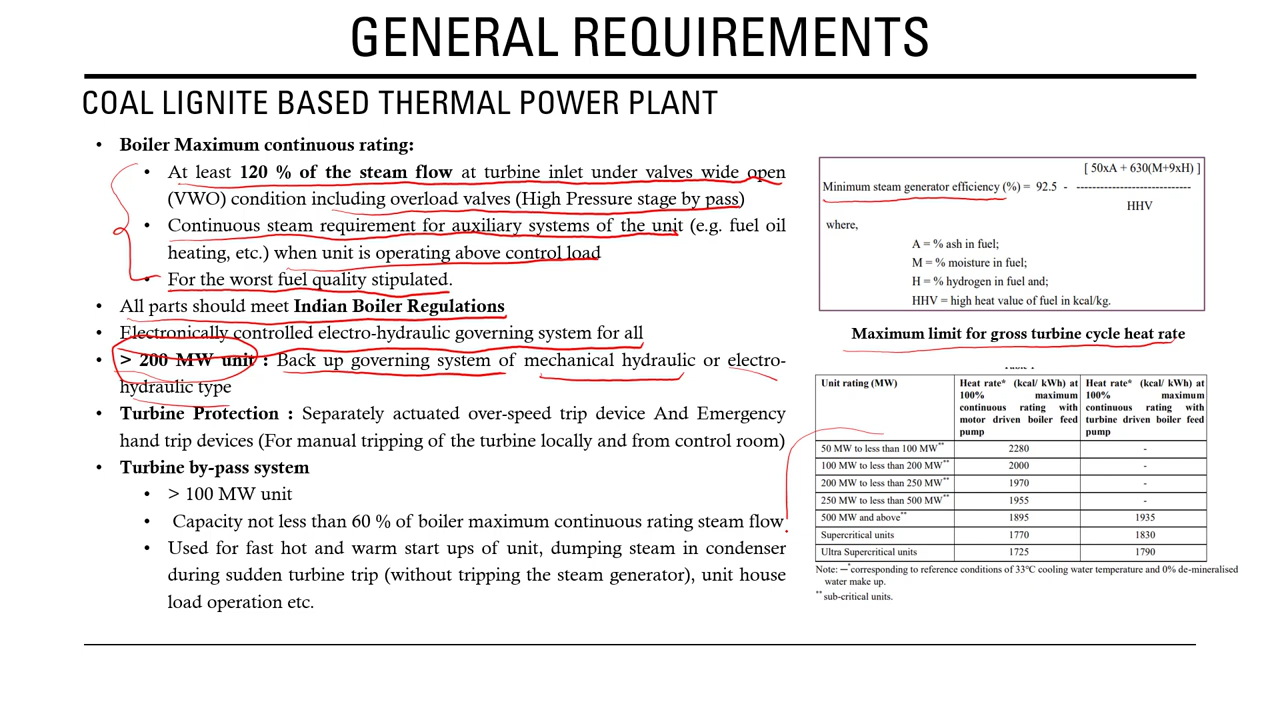 GENERAL REQUIREMENTS
COAL LIGNITE BASED THERMAL POWER PLANT
• Boiler Maximum continuous rating:
• At least 120 % of the steam flow at turbine inlet under valves wide open
(VWO) condition including overload valves (High Pressure stage by pass)
• Continuous steam requirement for auxiliary systems of the unit (e.g. fuel oil
heating, etc.) when unit is operating above control load
• For the worst fuel quality stipulated.
• All parts should meet Indian Boiler Regulations
• Electronically controlled electro-hydraulic governing system for all
• > 200 MW unit : Back up governing system of mechanical hydraulic or electro-
hydraulic type
• Turbine Protection : Separately actuated over-speed trip device And Emergency
hand trip devices (For manual tripping of the turbine locally and from control room)
• Turbine by-pass system
• > 100 MW unit
• Capacity not less than 60 % of boiler maximum continuous rating steam flow.
• Used for fast hot and warm start ups of unit, dumping steam in condenser
during sudden turbine trip (without tripping the steam generator), unit house
load operation etc.
[ 50xA + 630(M+9xH) ]
Minimum steam generator efficiency (%) = 92.5 - -----------------------------
HHV
where,
A = % ash in fuel;
M = % moisture in fuel;
H = % hydrogen in fuel and;
HHV = high heat value of fuel in kcal/kg.
Maximum limit for gross turbine cycle heat rate
Unit rating (MW) Heat rate* (kcal/ kWh) at 100% maximum continuous rating with motor driven boiler feed pump Heat rate* (kcal/ kWh) at 100% maximum continuous rating with turbine driven boiler feed pump
50 MW to less than 100 MW** 2280 -
100 MW to less than 200 MW** 2000 -
200 MW to less than 250 MW** 1970 -
250 MW to less than 500 MW** 1955 -
500 MW and above** 1895 1935
Supercritical units 1770 1830
Ultra Supercritical units 1725 1790
Note: —*corresponding to reference conditions of 33°C cooling water temperature and 0% de-mineralised
water make up.
** sub-critical units.